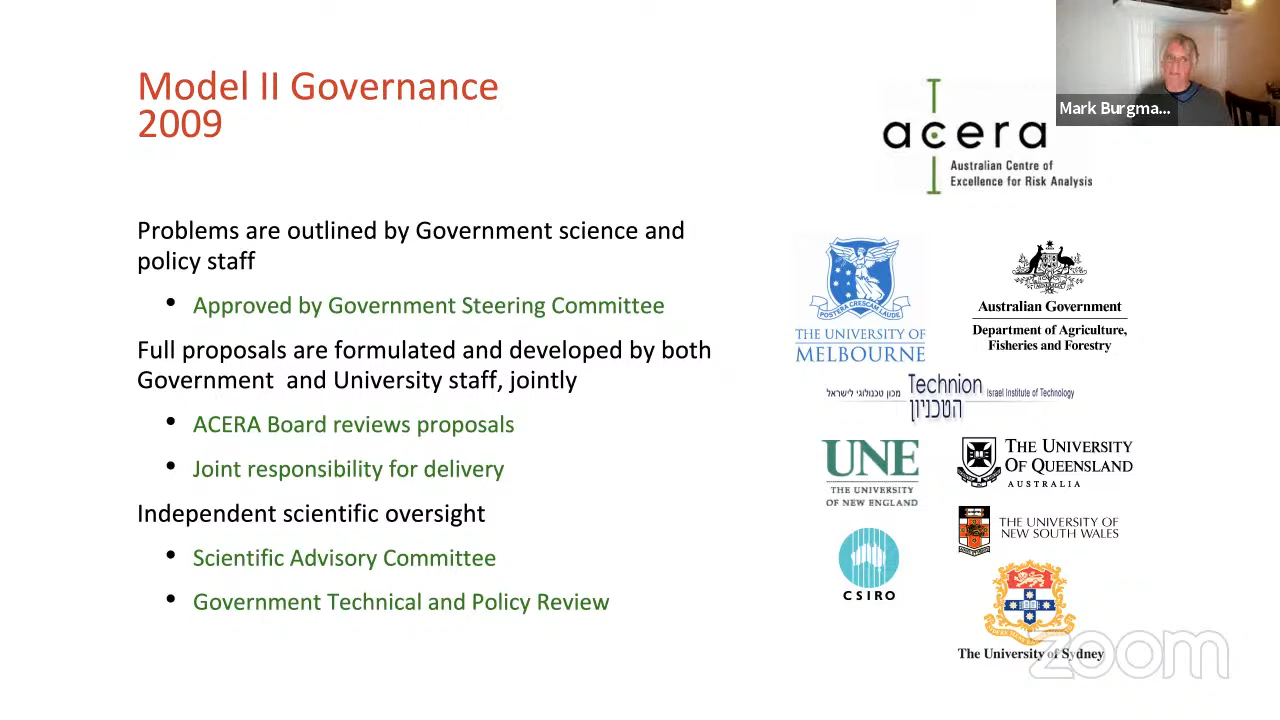 Model II Governance
2009
Mark Burgma...
acera
Australian Centre of
Excellence for Risk Analysis
Problems are outlined by Government science and
policy staff
• Approved by Government Steering Committee
Full proposals are formulated and developed by both
Government and University staff, jointly
• ACERA Board reviews proposals
• Joint responsibility for delivery
Independent scientific oversight
• Scientific Advisory Committee
• Government Technical and Policy Review
POSTERA CRESCAM LAUDE
THE UNIVERSITY OF
MELBOURNE
Australian Government
Department of Agriculture,
Fisheries and Forestry
מכון טכנולוגי לישראל
Technion
הטכניון
Israel Institute of Technology
UNE
THE UNIVERSITY
OF NEW ENGLAND
THE UNIVERSITY
OF QUEENSLAND
AUSTRALIA
THE UNIVERSITY OF
NEW SOUTH WALES
CSIRO
The University of Sydney
zoom